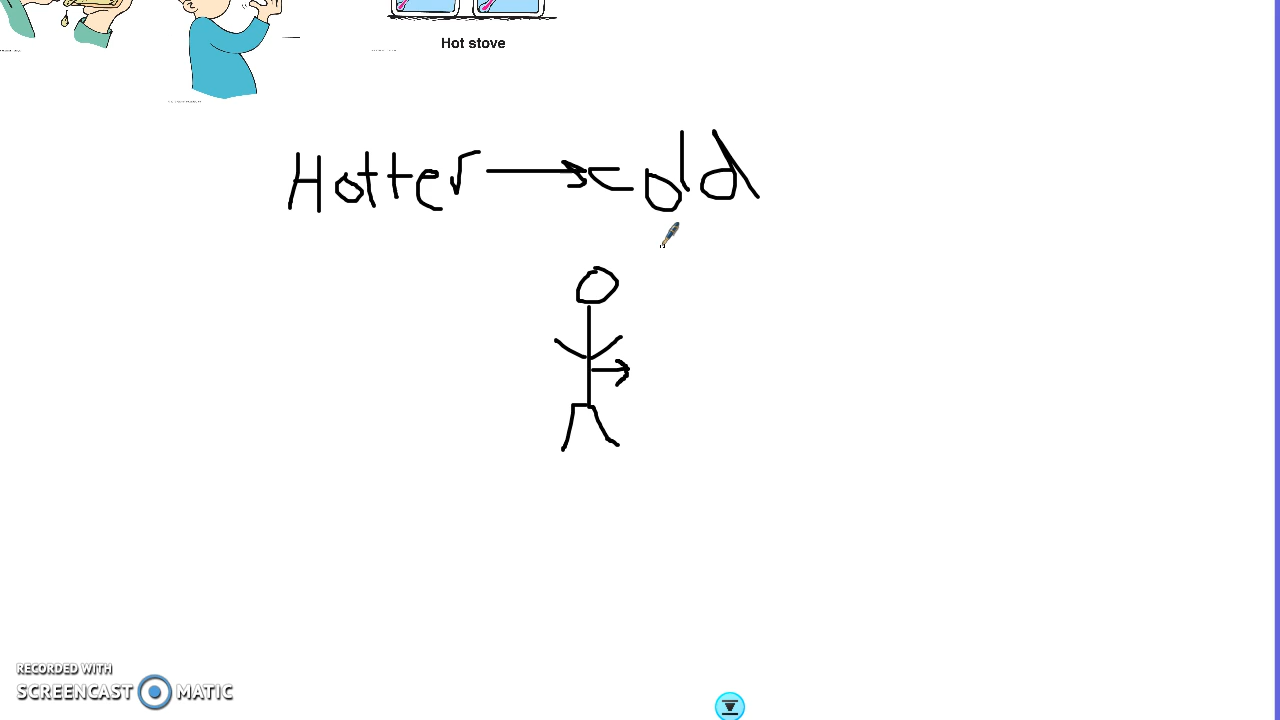 Hot stove
Hotter → cold
RECORDED WITH
SCREENCAST MATIC